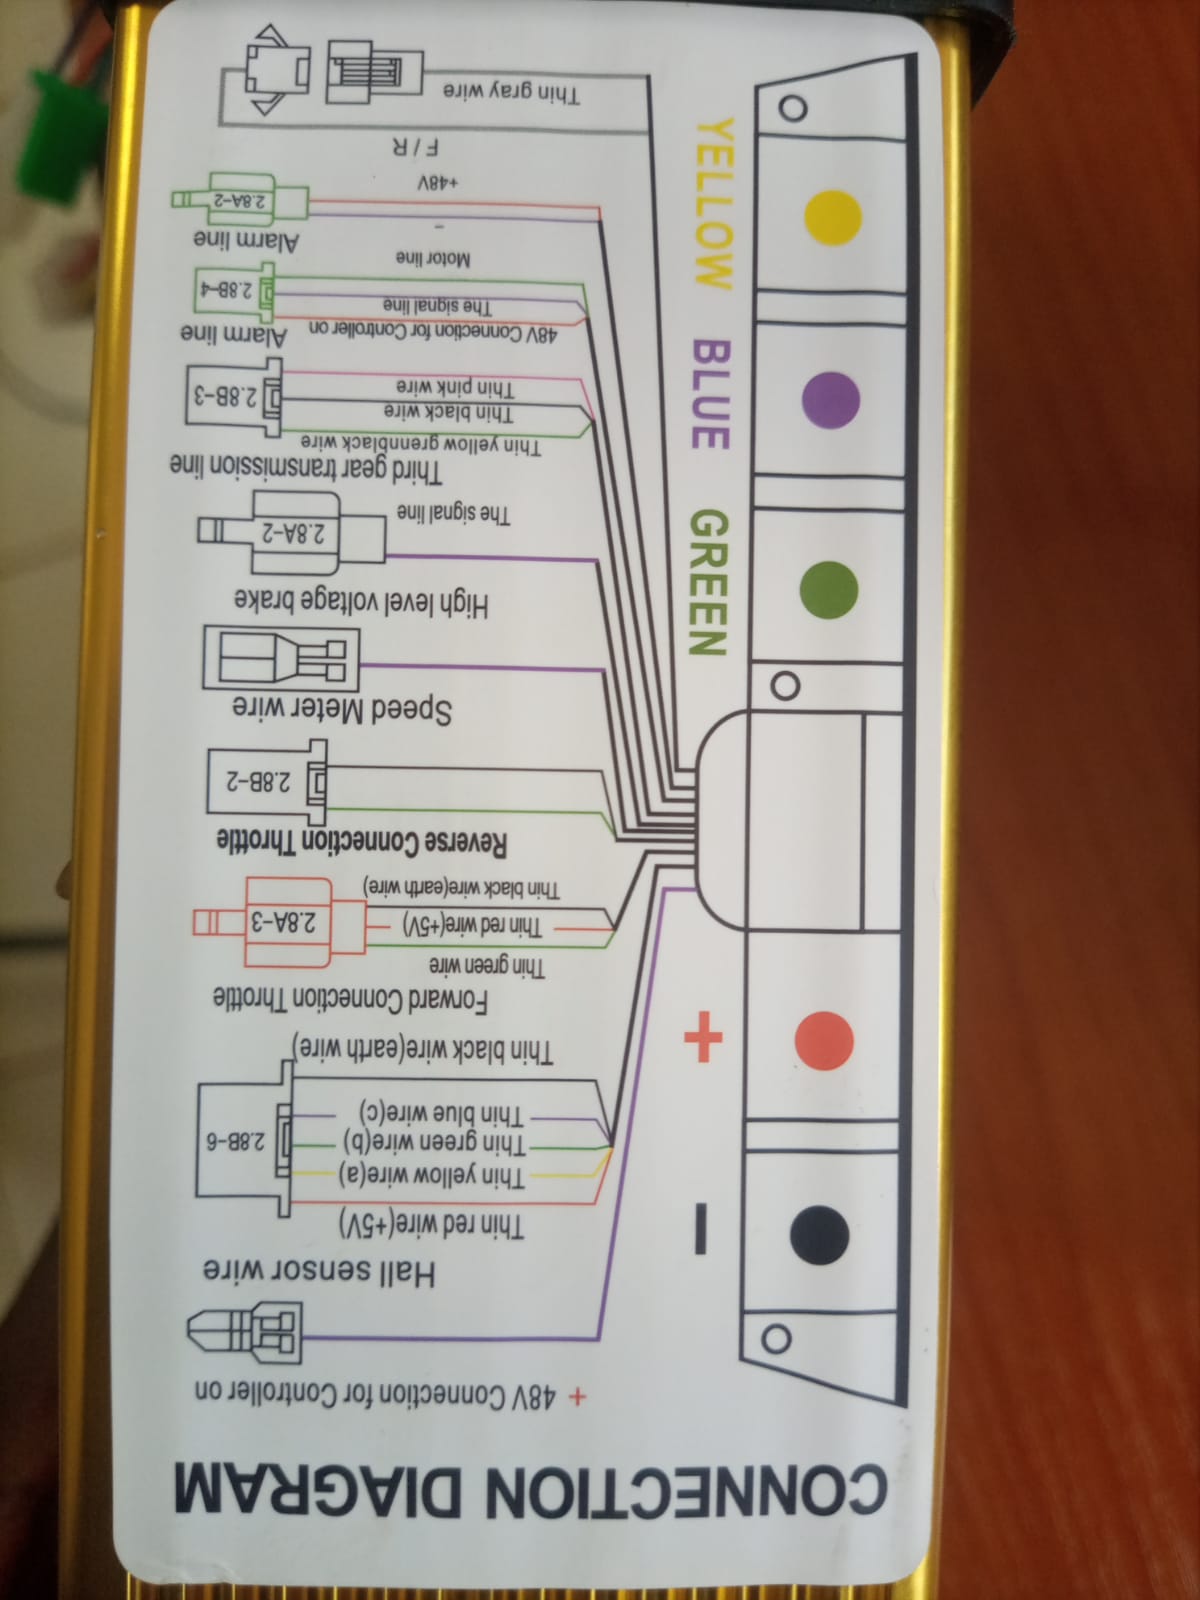 CONNECTION DIAGRAM
+ 48V Connection for Controller on
Hall sensor wire
Thin red wire(+5V)
Thin yellow wire(a)
Thin green wire(b)
Thin blue wire(c)
Thin black wire(earth wire)
2.8B-6
Forward Connection Throttle
Thin green wire
Thin red wire(+5V)
Thin black wire(earth wire)
2.8A-3
Reverse Connection Throttle
2.8B-2
Speed Meter wire
High level voltage brake
The signal line
2.8A-2
Third gear transmission line
Thin yellow grennblack wire
Thin black wire
Thin pink wire
2.8B-3
Alarm line
48V Connection for Controller on
The signal line
Motor line
2.8B-4
Alarm line
-
+48V
2.8A-2
F / R
Thin gray wire
-
+
GREEN
BLUE
YELLOW